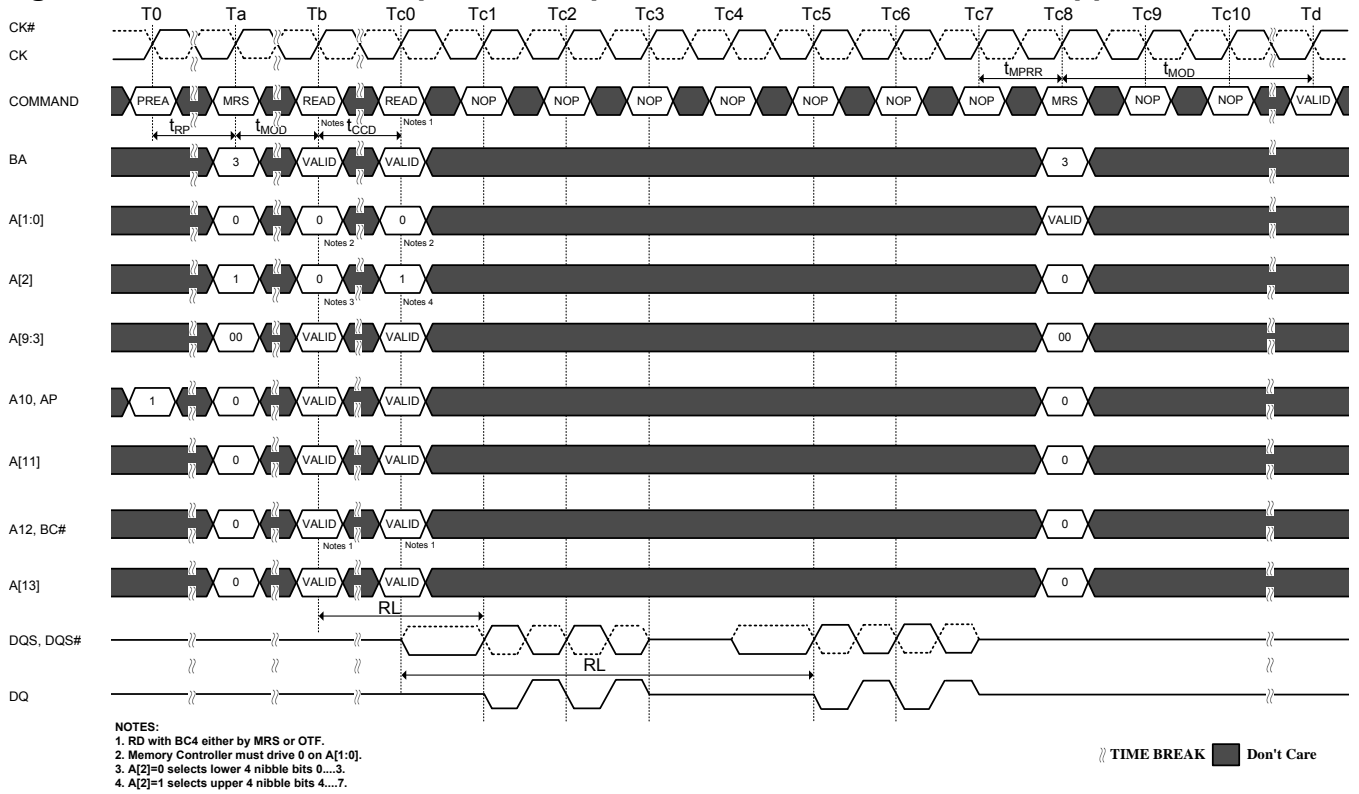 T0 Ta Tb Tc0 Tc1 Tc2 Tc3 Tc4 Tc5 Tc6 Tc7 Tc8 Tc9 Tc10 Td
CK#
CK
tMPRR tMOD
COMMAND PREA MRS READ READ NOP NOP NOP NOP NOP NOP NOP MRS NOP NOP VALID
Notes Notes 1
tRP tMOD tCCD
BA 3 VALID VALID 3
A[1:0] 0 0 0 VALID
Notes 2 Notes 2
A[2] 1 0 1 0
Notes 3 Notes 4
A[9:3] 00 VALID VALID 00
A10, AP 1 0 VALID VALID 0
A[11] 0 VALID VALID 0
A12, BC# 0 VALID VALID 0
Notes 1 Notes 1
A[13] 0 VALID VALID 0
RL
DQS, DQS#
RL
DQ
NOTES:
1. RD with BC4 either by MRS or OTF.
2. Memory Controller must drive 0 on A[1:0].
3. A[2]=0 selects lower 4 nibble bits 0....3.
4. A[2]=1 selects upper 4 nibble bits 4....7.
TIME BREAK Don't Care